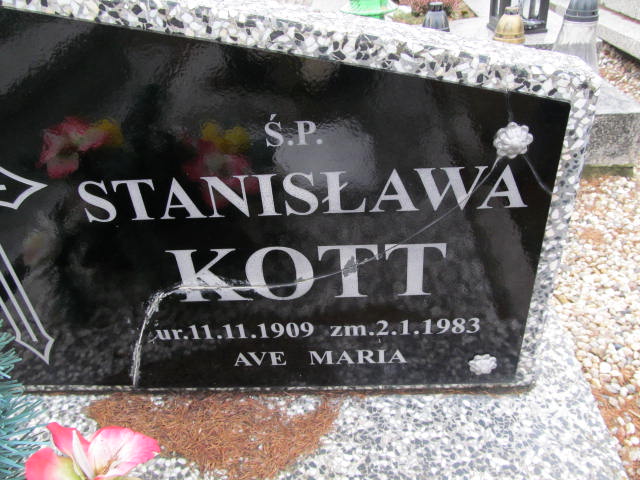 Ś.P.
STANISŁAWA
KOTT
ur.11.11.1909 zm.2.1.1983
AVE MARIA